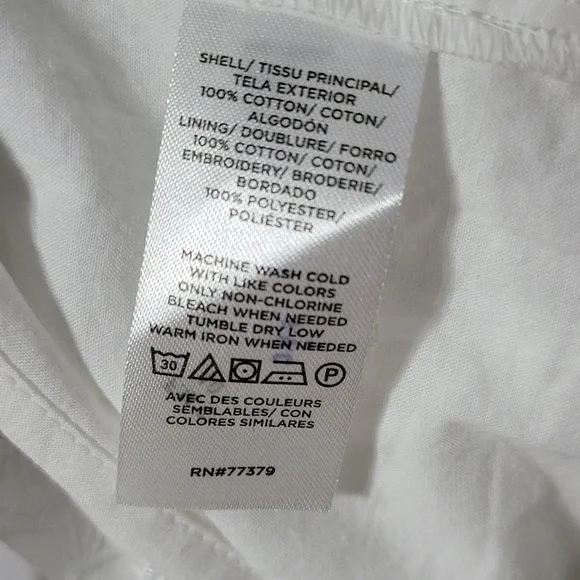 SHELL/ TISSU PRINCIPAL/
TELA EXTERIOR
100% COTTON/ COTON/
ALGODÓN
LINING/ DOUBLURE/ FORRO
100% COTTON/ COTON/
EMBROIDERY/ BRODERIE/
BORDADO
100% POLYESTER/
POLIÉSTER
MACHINE WASH COLD
WITH LIKE COLORS
ONLY NON-CHLORINE
BLEACH WHEN NEEDED
TUMBLE DRY LOW
WARM IRON WHEN NEEDED
30 P
AVEC DES COULEURS
SEMBLABLES/ CON
COLORES SIMILARES
RN#77379